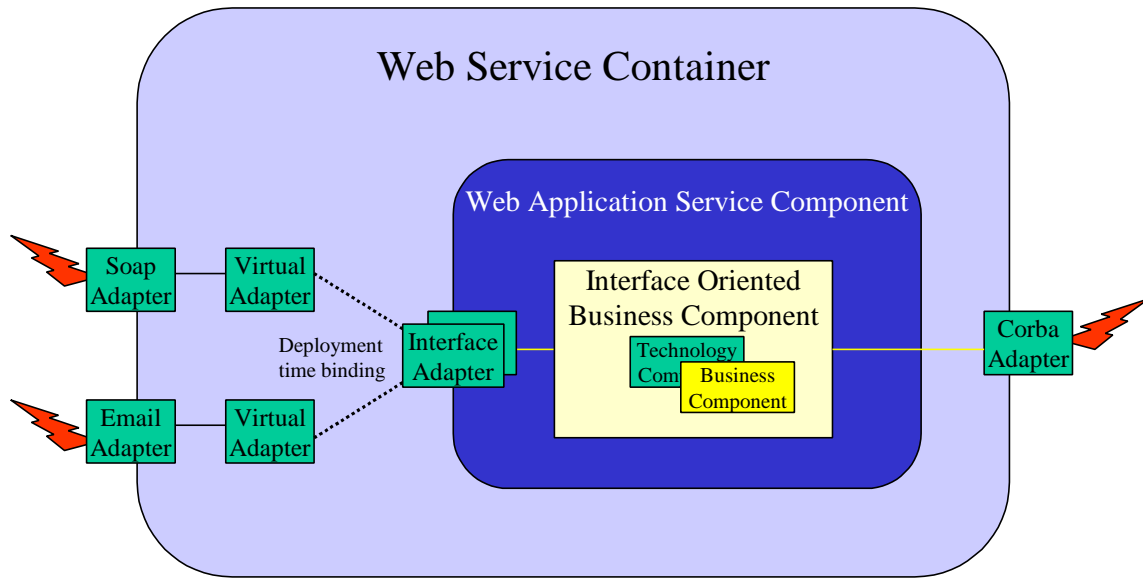 Web Service Container
Web Application Service Component
Soap
Adapter
Virtual
Adapter
Interface Oriented
Business Component
Deployment
time binding
Interface
Adapter
Technology
Business
Component
Corba
Adapter
Email
Adapter
Virtual
Adapter